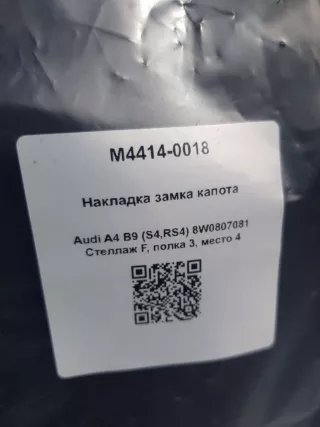 M4414-0018
Накладка замка капота
Audi A4 B9 (S4,RS4) 8W0807081
Стеллаж F, полка 3, место 4